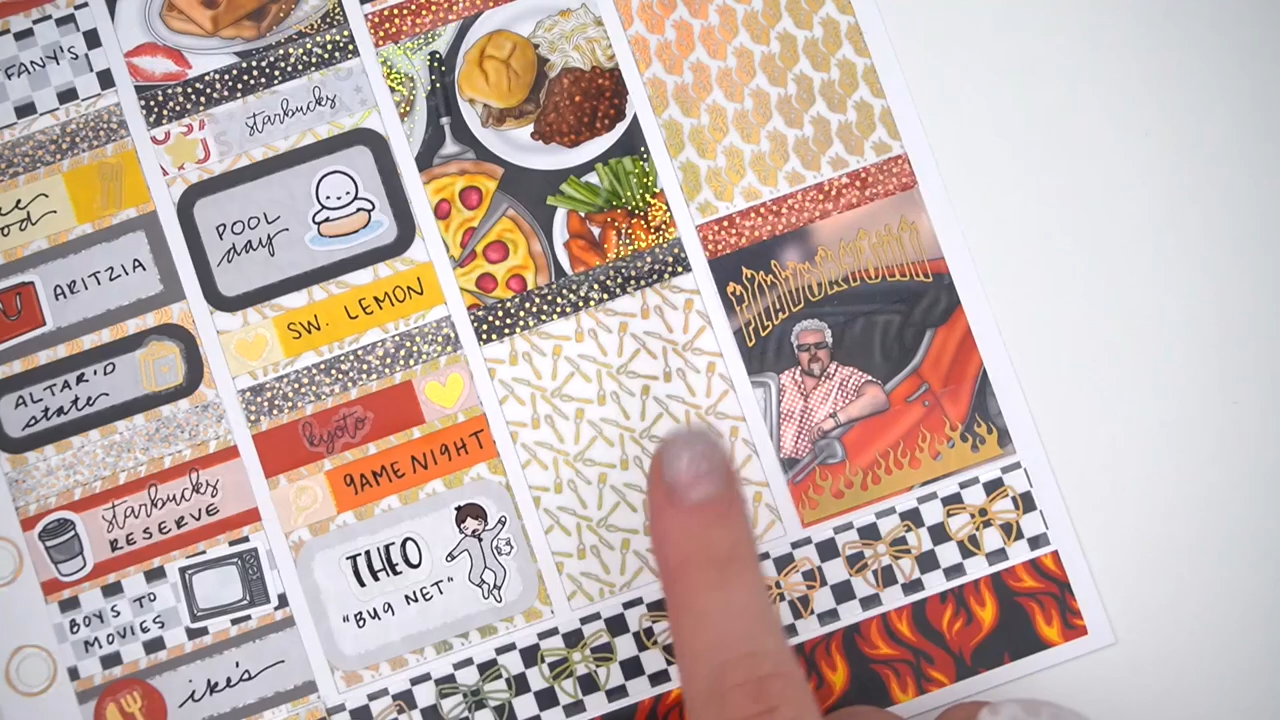 FANY'S
ARITZIA
ALTAR'D
state
starbucks
RESERVE
BOYS TO
MOVIES
ike's
starbucks
POOL
day
SW. LEMON
kyoto
GAME NIGHT
THEO
"BUG NET"
FLAVORTOWN